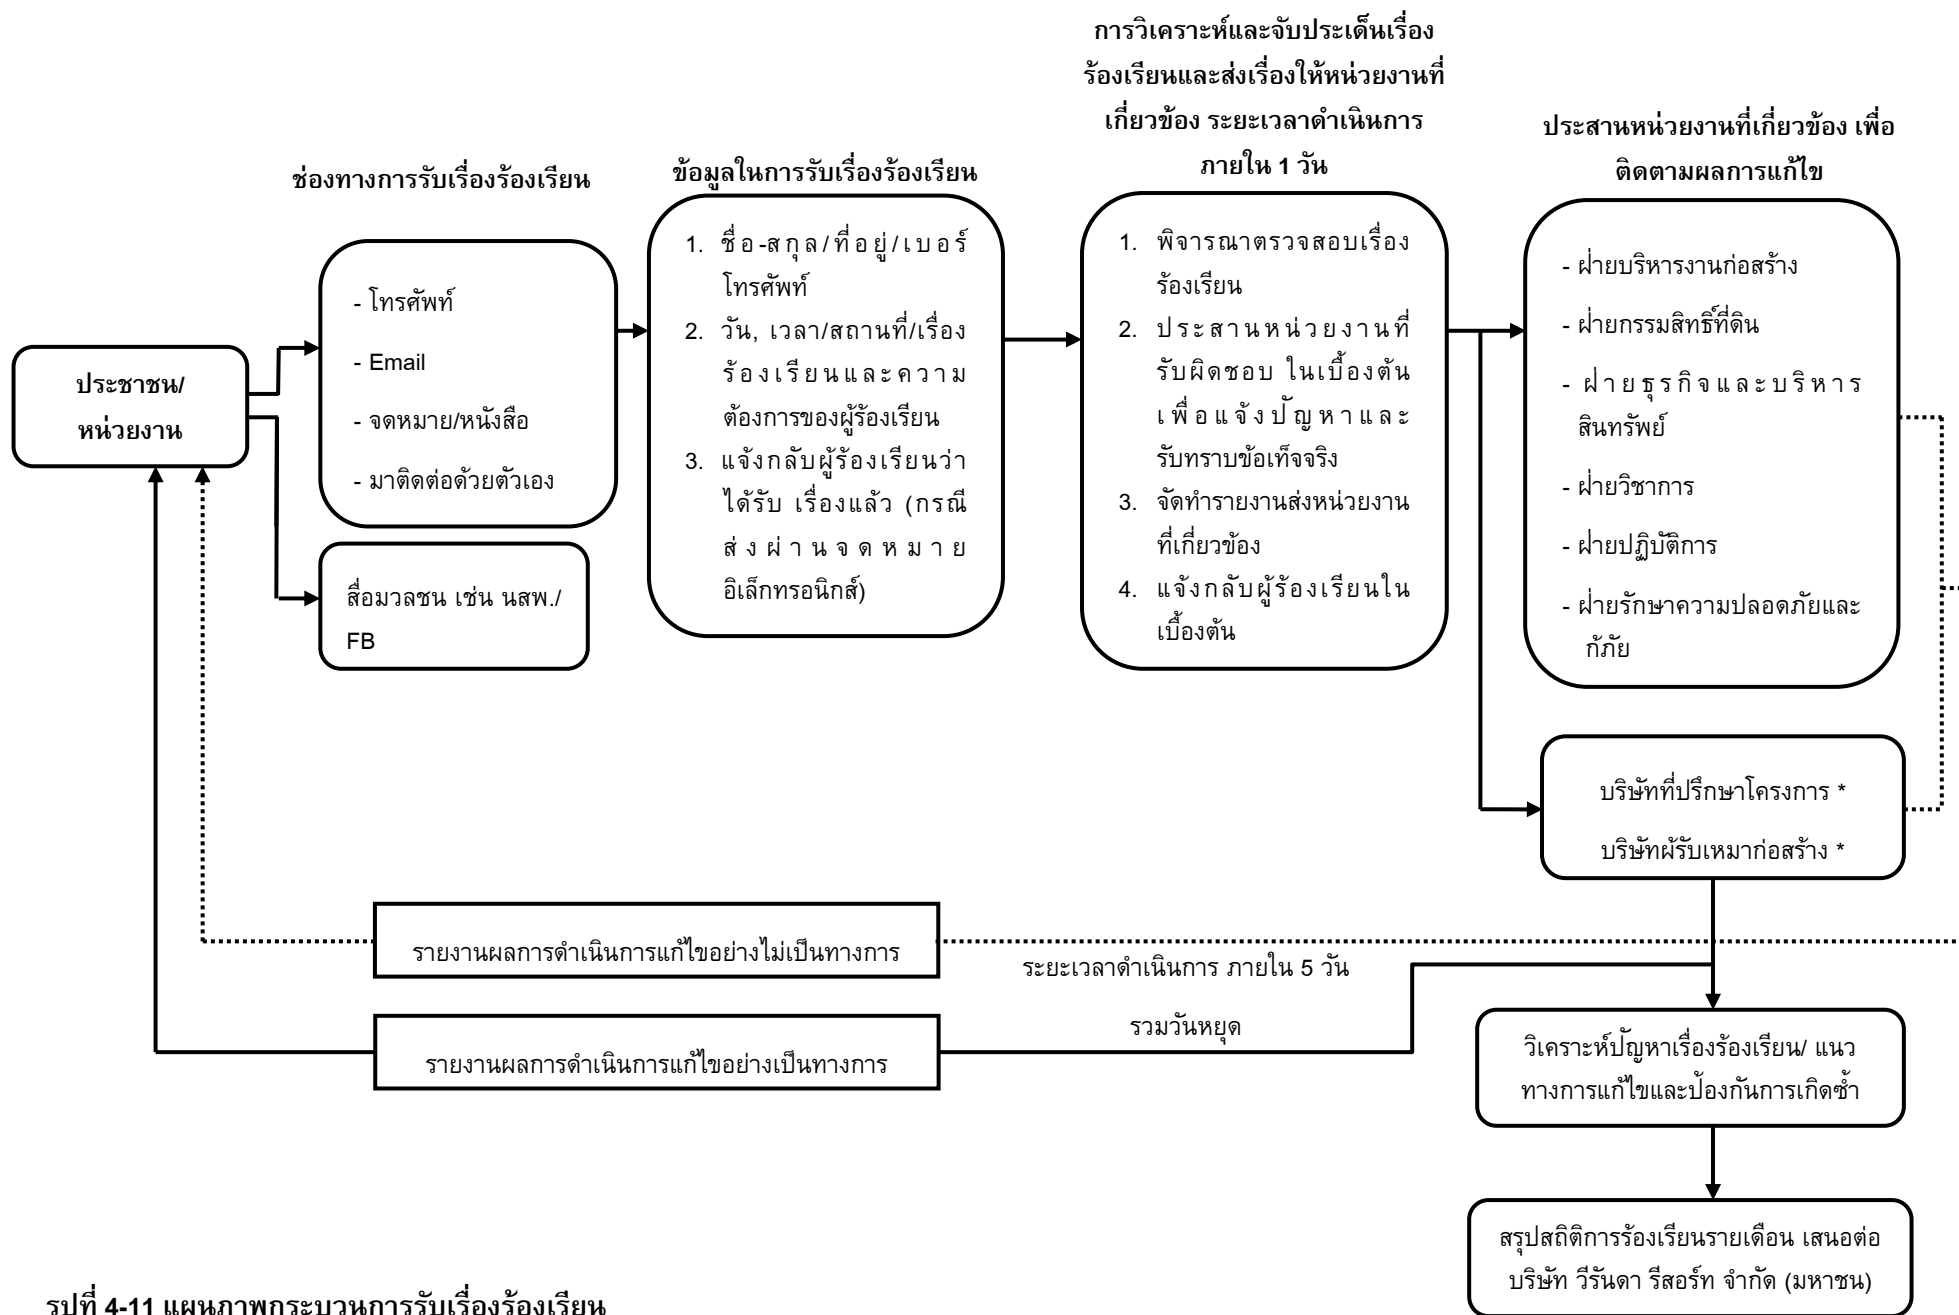 การวิเคราะห์และจับประเด็นเรื่อง
ร้องเรียนและส่งเรื่องให้หน่วยงานที่
เกี่ยวข้อง ระยะเวลาดำเนินการ
ภายใน 1 วัน
ประสานหน่วยงานที่เกี่ยวข้อง เพื่อ
ติดตามผลการแก้ไข
ช่องทางการรับเรื่องร้องเรียน
ข้อมูลในการรับเรื่องร้องเรียน
ประชาชน/
หน่วยงาน
- โทรศัพท์
- Email
- จดหมาย/หนังสือ
- มาติดต่อด้วยตัวเอง
สื่อมวลชน เช่น นสพ./
FB
1. ชื่อ-สกุล/ที่อยู่/เบอร์
โทรศัพท์
2. วัน, เวลา/สถานที่/เรื่อง
ร้องเรียนและความ
ต้องการของผู้ร้องเรียน
3. แจ้งกลับผู้ร้องเรียนว่า
ได้รับ เรื่องแล้ว (กรณี
ส่งผ่านจดหมาย
อิเล็กทรอนิกส์)
1. พิจารณาตรวจสอบเรื่อง
ร้องเรียน
2. ประสานหน่วยงานที่
รับผิดชอบ ในเบื้องต้น
เพื่อแจ้งปัญหาและ
รับทราบข้อเท็จจริง
3. จัดทำรายงานส่งหน่วยงาน
ที่เกี่ยวข้อง
4. แจ้งกลับผู้ร้องเรียนใน
เบื้องต้น
- ฝ่ายบริหารงานก่อสร้าง
- ฝ่ายกรรมสิทธิ์ที่ดิน
- ฝ่ายธุรกิจและบริหาร
สินทรัพย์
- ฝ่ายวิชาการ
- ฝ่ายปฏิบัติการ
- ฝ่ายรักษาความปลอดภัยและ
กู้ภัย
บริษัทที่ปรึกษาโครงการ *
บริษัทผู้รับเหมาก่อสร้าง *
รายงานผลการดำเนินการแก้ไขอย่างไม่เป็นทางการ
ระยะเวลาดำเนินการ ภายใน 5 วัน
รวมวันหยุด
รายงานผลการดำเนินการแก้ไขอย่างเป็นทางการ
วิเคราะห์ปัญหาเรื่องร้องเรียน/ แนว
ทางการแก้ไขและป้องกันการเกิดซ้ำ
สรุปสถิติการร้องเรียนรายเดือน เสนอต่อ
บริษัท วีรันดา รีสอร์ท จำกัด (มหาชน)
รูปที่ 4-11 แผนภาพกระบวนการรับเรื่องร้องเรียน